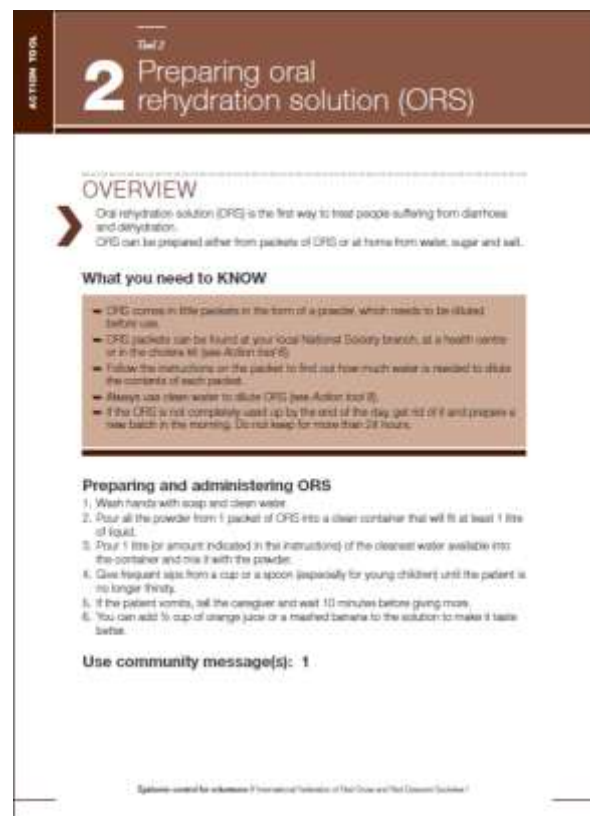 ACTION TOOL
Tool 2
2 Preparing oral
rehydration solution (ORS)
OVERVIEW
Oral rehydration solution (ORS) is the first way to treat people suffering from diarrhoea
and dehydration.
ORS can be prepared either from packets of ORS or at home from water, sugar and salt.
What you need to KNOW
ORS comes in little packets in the form of a powder, which needs to be diluted
before use.
ORS packets can be found at your local National Society branch, at a health centre
or in the cholera kit (see Action tool 6).
Follow the instructions on the packet to find out how much water is needed to dilute
the contents of each packet.
Always use clean water to dilute ORS (see Action tool 8).
If the ORS is not completely used up by the end of the day, get rid of it and prepare a
new batch in the morning. Do not keep for more than 24 hours.
Preparing and administering ORS
1. Wash hands with soap and clean water.
2. Pour all the powder from 1 packet of ORS into a clean container that will fit at least 1 litre
of liquid.
3. Pour 1 litre (or amount indicated in the instructions) of the cleanest water available into
the container and mix it with the powder.
4. Give frequent sips from a cup or a spoon (especially for young children) until the patient is
no longer thirsty.
5. If the patient vomits, tell the caregiver and wait 10 minutes before giving more.
6. You can add ½ cup of orange juice or a mashed banana to the solution to make it taste
better.
Use community message(s): 1
Epidemic control for volunteers International Federation of Red Cross and Red Crescent Societies